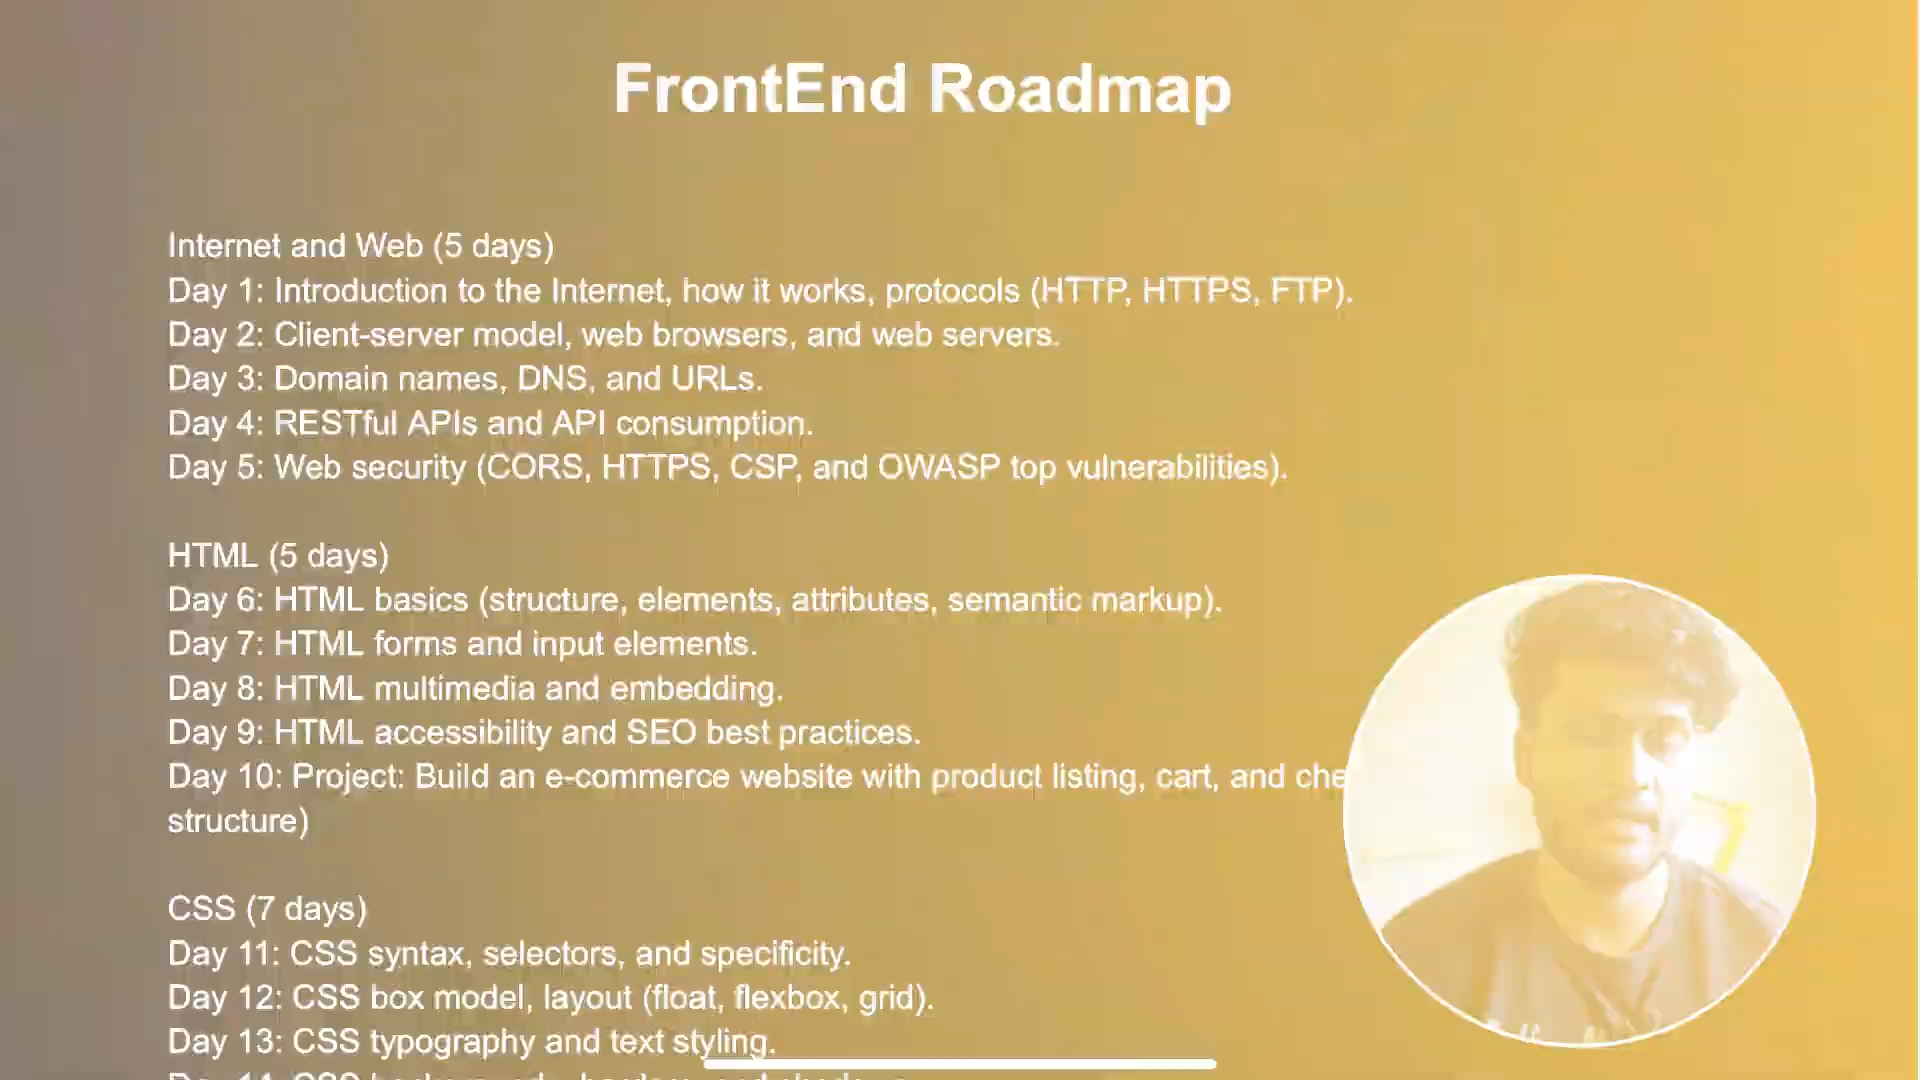 FrontEnd Roadmap
Internet and Web (5 days)
Day 1: Introduction to the Internet, how it works, protocols (HTTP, HTTPS, FTP).
Day 2: Client-server model, web browsers, and web servers.
Day 3: Domain names, DNS, and URLs.
Day 4: RESTful APIs and API consumption.
Day 5: Web security (CORS, HTTPS, CSP, and OWASP top vulnerabilities).
HTML (5 days)
Day 6: HTML basics (structure, elements, attributes, semantic markup).
Day 7: HTML forms and input elements.
Day 8: HTML multimedia and embedding.
Day 9: HTML accessibility and SEO best practices.
Day 10: Project: Build an e-commerce website with product listing, cart, and
structure)
CSS (7 days)
Day 11: CSS syntax, selectors, and specificity.
Day 12: CSS box model, layout (float, flexbox, grid).
Day 13: CSS typography and text styling.